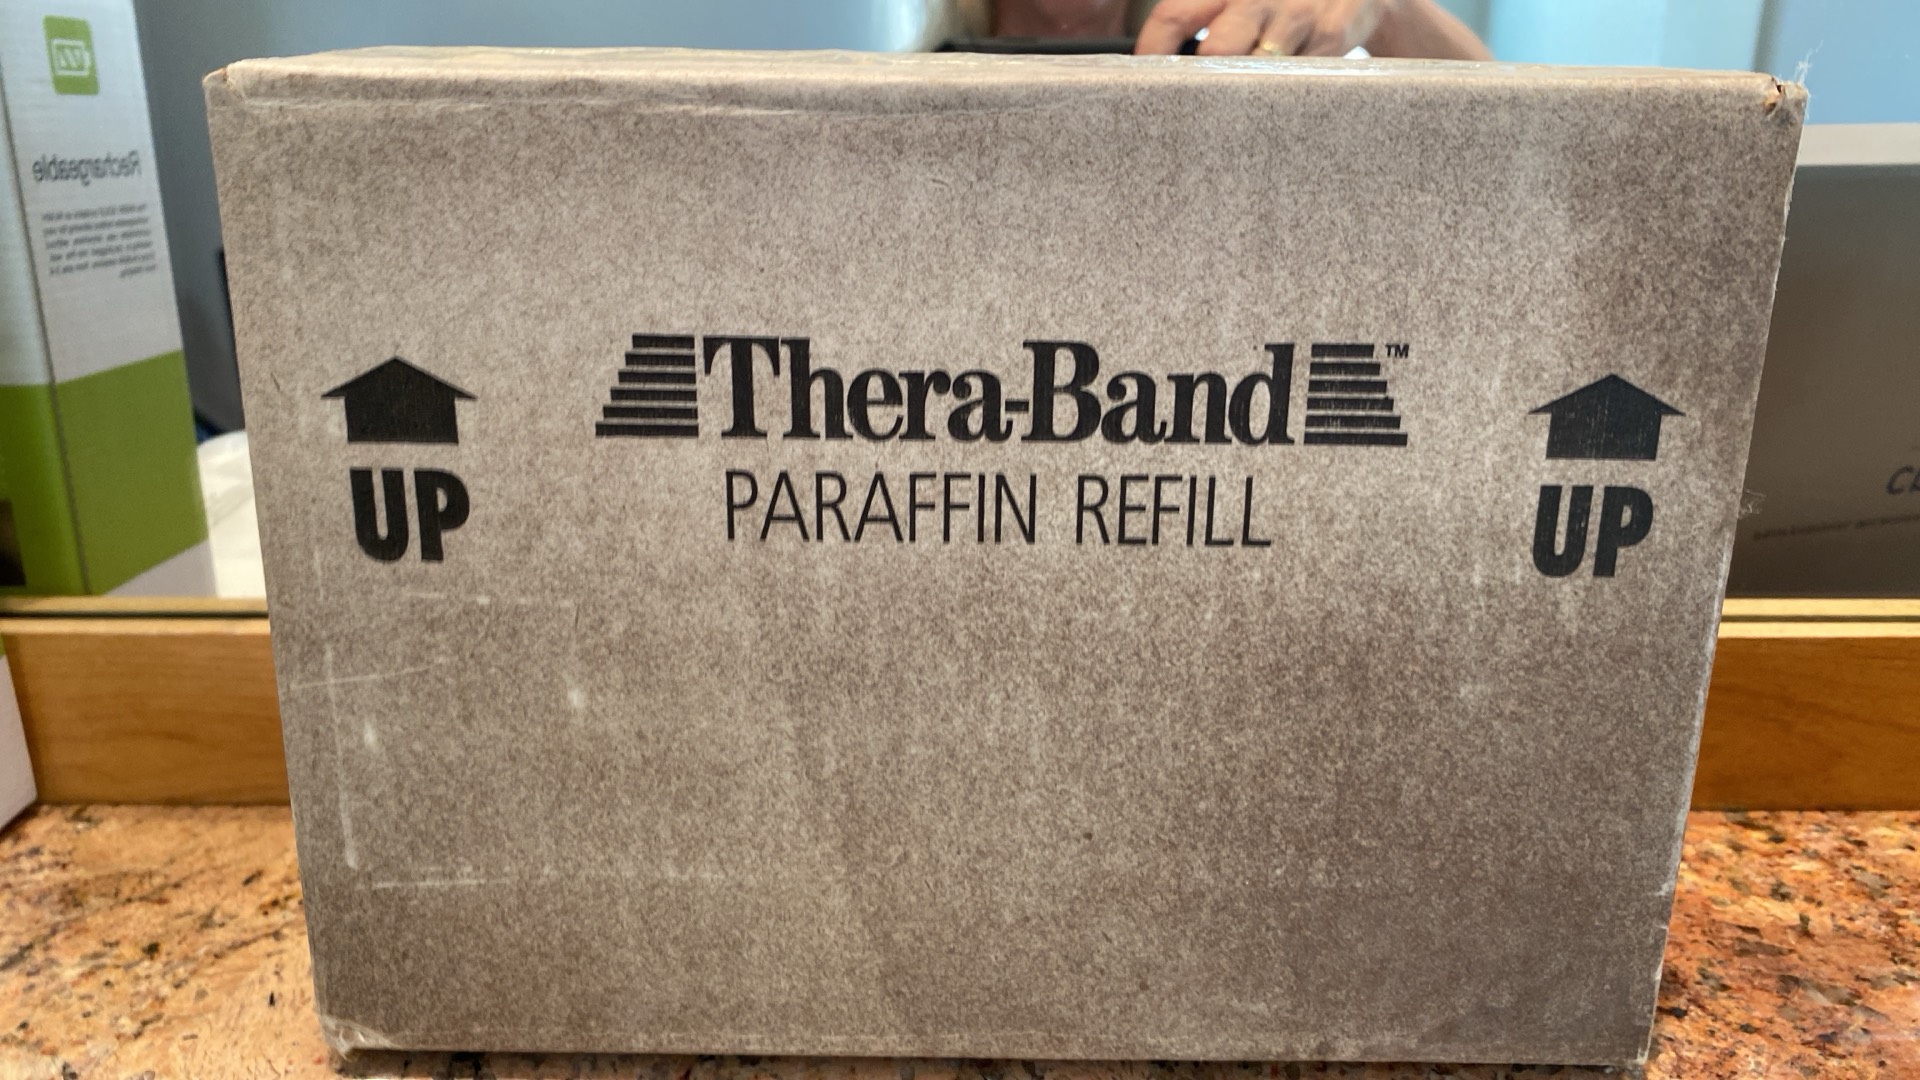 Thera-Band™
PARAFFIN REFILL
UP
UP
Rechargeable